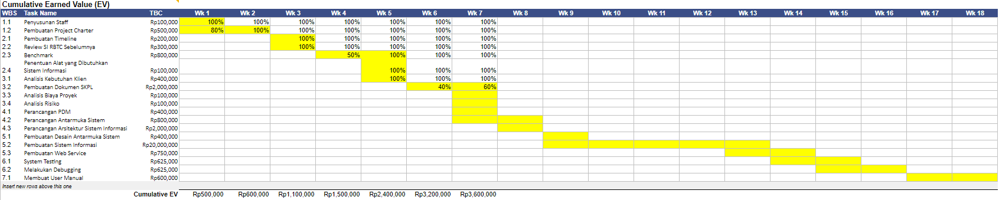 Cumulative Earned Value (EV)
WBS Task Name TBC Wk 1 Wk 2 Wk 3 Wk 4 Wk 5 Wk 6 Wk 7 Wk 8 Wk 9 Wk 10 Wk 11 Wk 12 Wk 13 Wk 14 Wk 15 Wk 16 Wk 17 Wk 18
1.1 Penyusunan Staff Rp100,000 100% 100% 100% 100% 100% 100% 100%
1.2 Pembuatan Project Charter Rp500,000 80% 100% 100% 100% 100% 100% 100%
2.1 Pembuatan Timeline Rp200,000 100% 100% 100% 100% 100%
2.2 Review SI RBTC Sebelumnya Rp300,000 100% 100% 100% 100% 100%
2.3 Benchmark Rp800,000 50% 100% 100% 100%
Penentuan Alat yang Dibutuhkan
2.4 Sistem Informasi Rp100,000 100% 100% 100%
3.1 Analisis Kebutuhan Klien Rp400,000 100% 100% 100%
3.2 Pembuatan Dokumen SKPL Rp2,000,000 40% 60%
3.3 Analisis Biaya Proyek Rp100,000
3.4 Analisis Risiko Rp100,000
4.1 Perancangan PDM Rp400,000
4.2 Perancangan Antarmuka Sistem Rp800,000
4.3 Perancangan Arsitektur Sistem Informasi Rp2,000,000
5.1 Pembuatan Desain Antarmuka Sistem Rp400,000
5.2 Pembuatan Sistem Informasi Rp20,000,000
5.3 Pembuatan Web Service Rp750,000
6.1 System Testing Rp625,000
6.2 Melakukan Debugging Rp625,000
7.1 Membuat User Manual Rp600,000
Insert new rows above this one
Cumulative EV Rp500,000 Rp600,000 Rp1,100,000 Rp1,500,000 Rp2,400,000 Rp3,200,000 Rp3,600,000